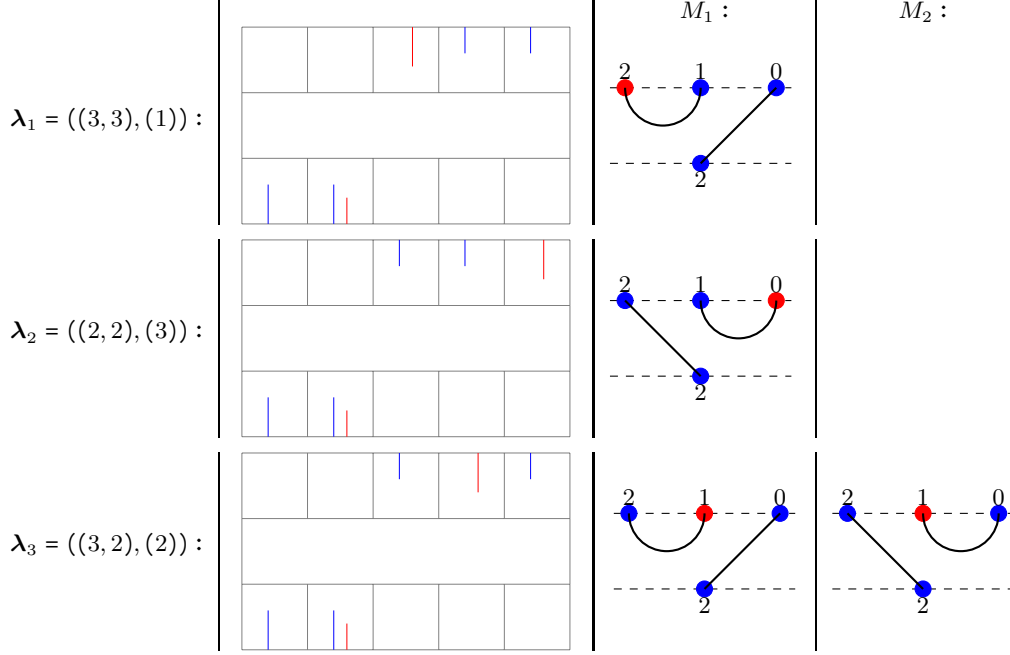 M₁ : M₂ :
2 1 0
λ₁ = ((3, 3), (1)) :
2
2 1 0
λ₂ = ((2, 2), (3)) :
2
2 1 0 2 1 0
λ₃ = ((3, 2), (2)) :
2 2